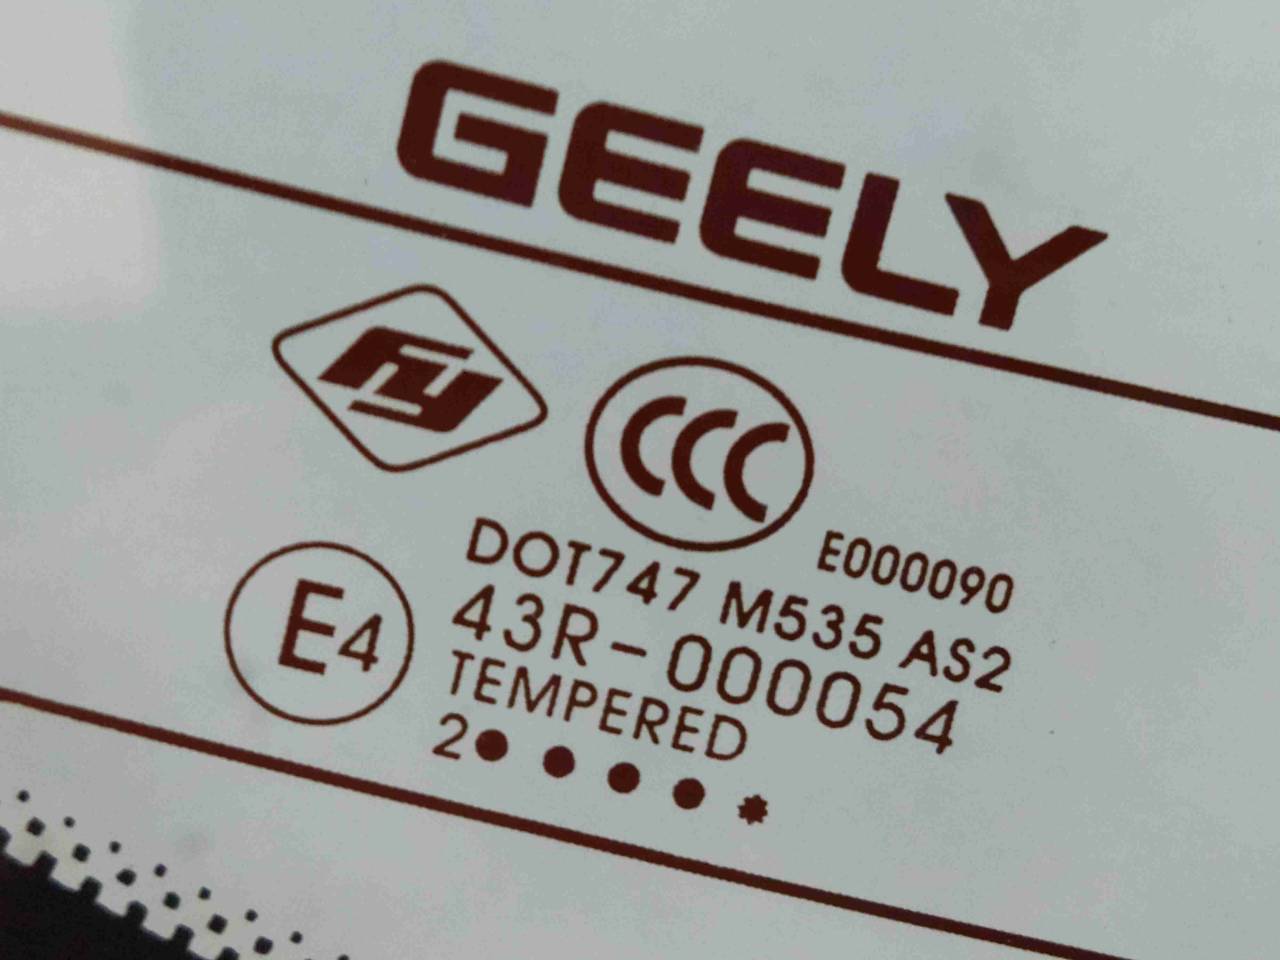 GEELY
FY
CCC
E000090
DOT747 M535 AS2
E4
43R-000054
TEMPERED
2